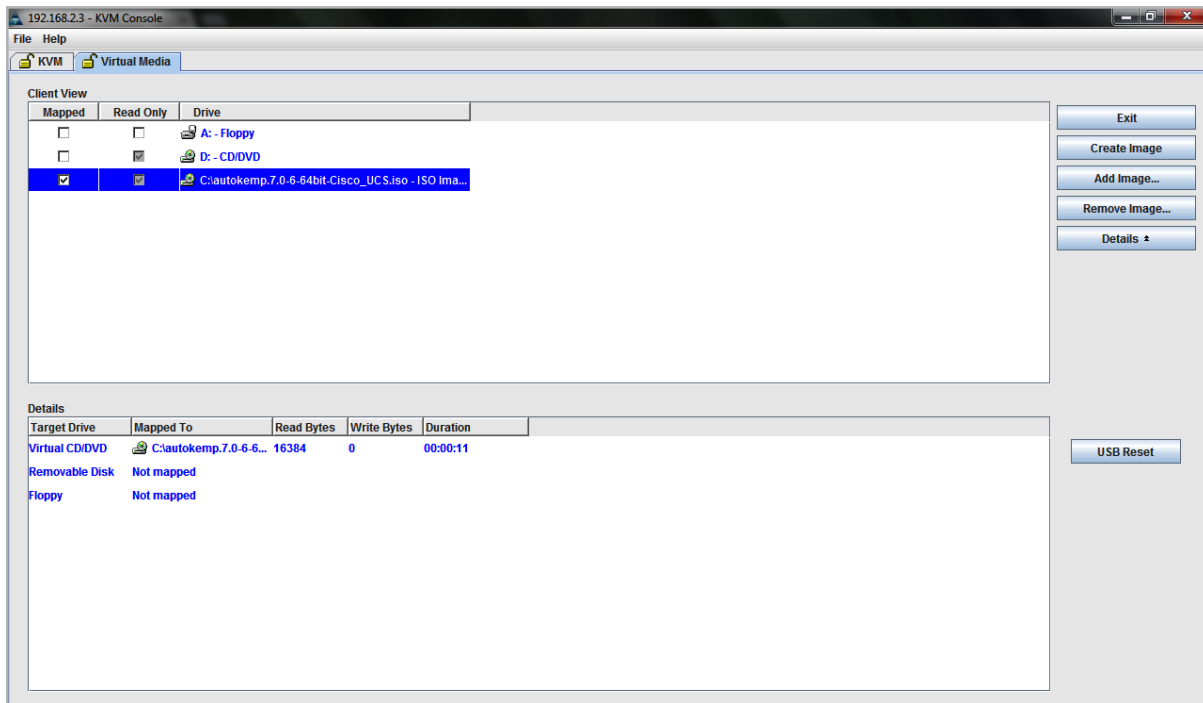 192.168.2.3 - KVM Console
File Help
KVM Virtual Media
Client View
Mapped Read Only Drive
A: - Floppy
D: - CD/DVD
C:\autokemp.7.0-6-64bit-Cisco_UCS.iso - ISO Ima...
Exit
Create Image
Add Image...
Remove Image...
Details
Details
Target Drive Mapped To Read Bytes Write Bytes Duration
Virtual CD/DVD C:\autokemp.7.0-6-6... 16384 0 00:00:11
Removable Disk Not mapped
Floppy Not mapped
USB Reset